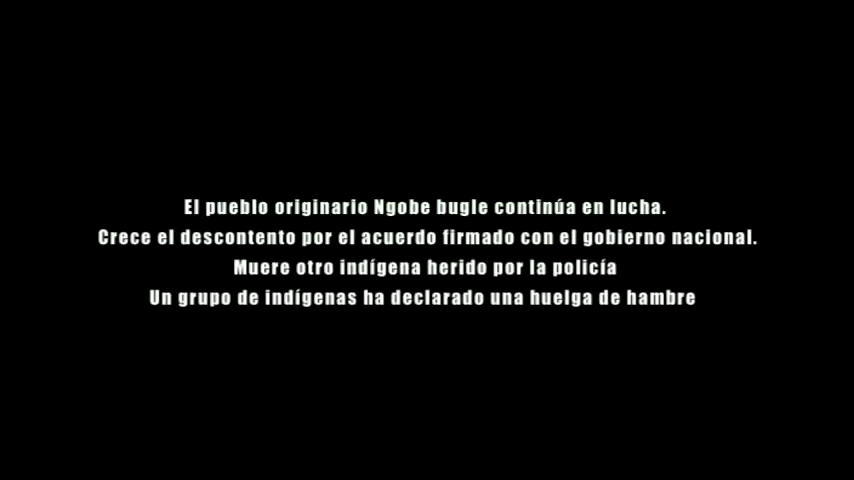 El pueblo originario Ngobe bugle continúa en lucha.
Crece el descontento por el acuerdo firmado con el gobierno nacional.
Muere otro indígena herido por la policía
Un grupo de indígenas ha declarado una huelga de hambre